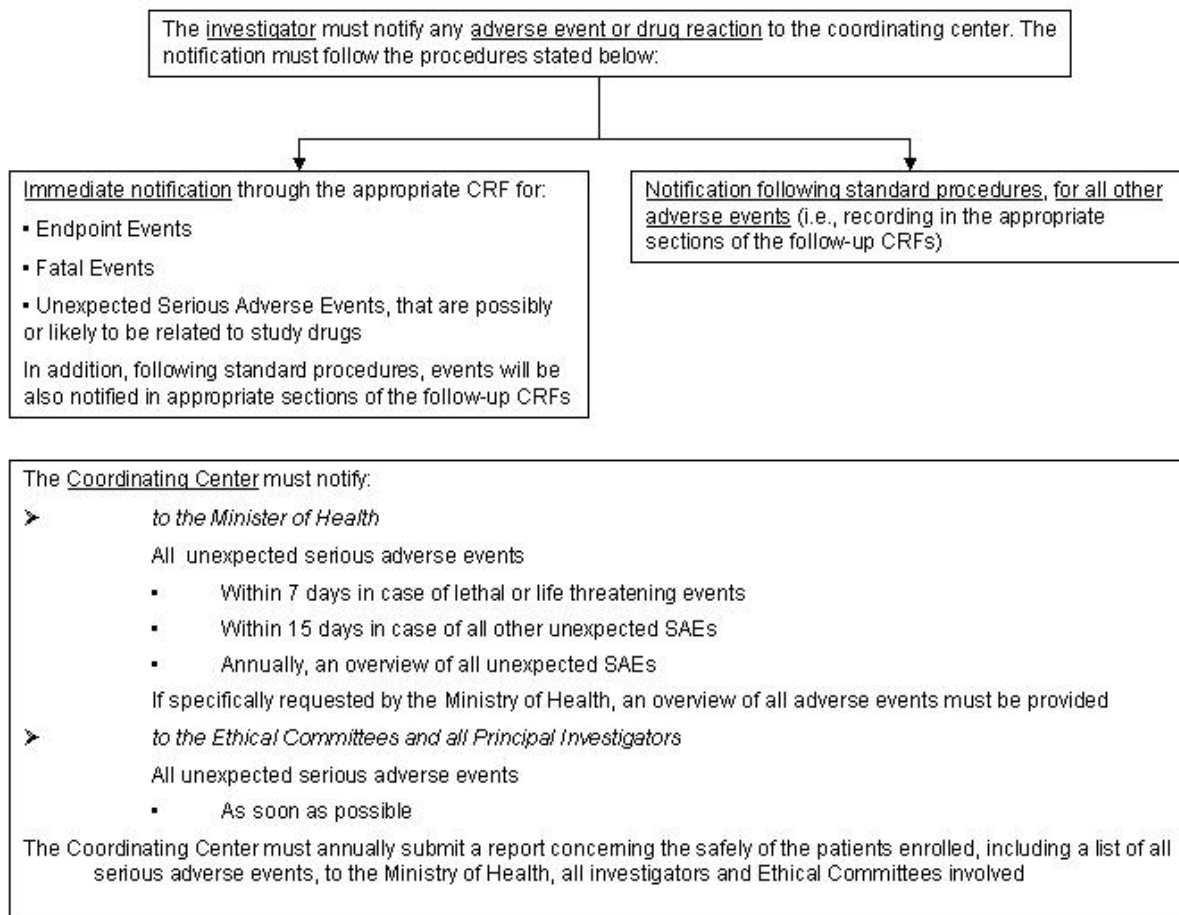 The investigator must notify any adverse event or drug reaction to the coordinating center. The
notification must follow the procedures stated below:
Immediate notification through the appropriate CRF for:
▪ Endpoint Events
▪ Fatal Events
▪ Unexpected Serious Adverse Events, that are possibly
or likely to be related to study drugs
In addition, following standard procedures, events will be
also notified in appropriate sections of the follow-up CRFs
Notification following standard procedures, for all other
adverse events (i.e., recording in the appropriate
sections of the follow-up CRFs)
The Coordinating Center must notify:
➢ to the Minister of Health
All unexpected serious adverse events
▪ Within 7 days in case of lethal or life threatening events
▪ Within 15 days in case of all other unexpected SAEs
▪ Annually, an overview of all unexpected SAEs
If specifically requested by the Ministry of Health, an overview of all adverse events must be provided
➢ to the Ethical Committees and all Principal Investigators
All unexpected serious adverse events
▪ As soon as possible
The Coordinating Center must annually submit a report concerning the safely of the patients enrolled, including a list of all
serious adverse events, to the Ministry of Health, all investigators and Ethical Committees involved